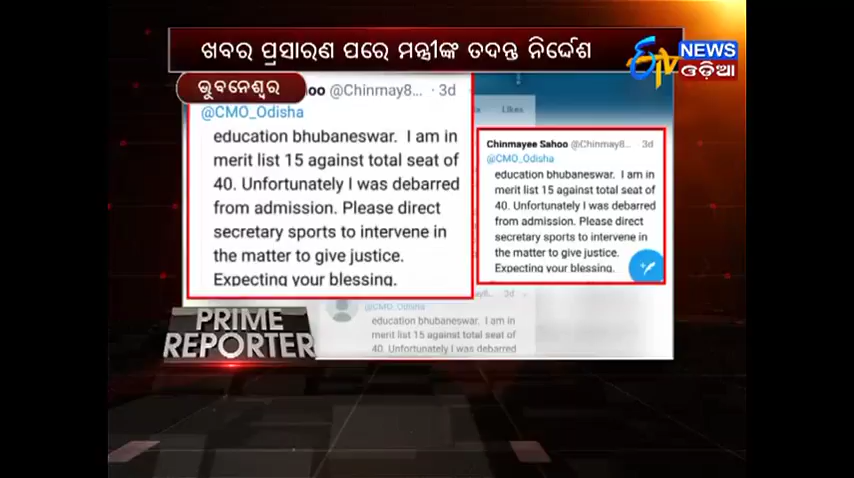 ଖବର ପ୍ରସାରଣ ପରେ ମନ୍ତ୍ରୀଙ୍କ ତଦନ୍ତ ନିର୍ଦ୍ଦେଶ
ETV NEWS
ଓଡ଼ିଆ
ଭୁବନେଶ୍ୱର
oo @Chinmay8... · 3d
@CMO_Odisha
education bhubaneswar. I am in
merit list 15 against total seat of
40. Unfortunately I was debarred
from admission. Please direct
secretary sports to intervene in
the matter to give justice.
Expecting your blessing.
Likes
Chinmayee Sahoo @Chinmay8... 3d
@CMO_Odisha
education bhubaneswar. I am in
merit list 15 against total seat of
40. Unfortunately I was debarred
from admission. Please direct
secretary sports to intervene in
the matter to give justice.
Expecting your blessing.
3d
@CMO_Odisha
education bhubaneswar. I am in
merit list 15 against total seat of
40. Unfortunately I was debarred
PRIME
REPORTER